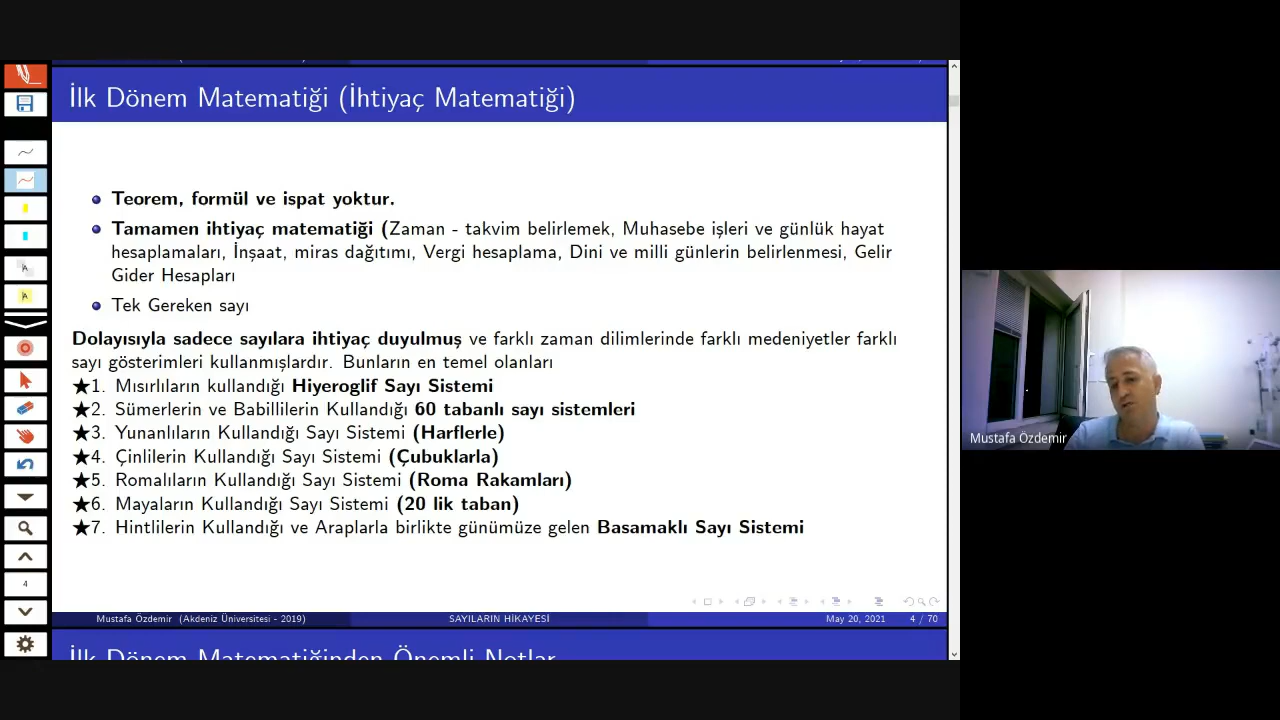 İlk Dönem Matematiği (İhtiyaç Matematiği)
Teorem, formül ve ispat yoktur.
Tamamen ihtiyaç matematiği (Zaman - takvim belirlemek, Muhasebe işleri ve günlük hayat
hesaplamaları, İnşaat, miras dağıtımı, Vergi hesaplama, Dini ve milli günlerin belirlenmesi, Gelir
Gider Hesapları
Tek Gereken sayı
Dolayısıyla sadece sayılara ihtiyaç duyulmuş ve farklı zaman dilimlerinde farklı medeniyetler farklı
sayı gösterimleri kullanmışlardır. Bunların en temel olanları
★1. Mısırlıların kullandığı Hiyeroglif Sayı Sistemi
★2. Sümerlerin ve Babillilerin Kullandığı 60 tabanlı sayı sistemleri
★3. Yunanlıların Kullandığı Sayı Sistemi (Harflerle)
★4. Çinlilerin Kullandığı Sayı Sistemi (Çubuklarla)
★5. Romalıların Kullandığı Sayı Sistemi (Roma Rakamları)
★6. Mayaların Kullandığı Sayı Sistemi (20 lik taban)
★7. Hintlilerin Kullandığı ve Araplarla birlikte günümüze gelen Basamaklı Sayı Sistemi
Mustafa Özdemir (Akdeniz Üniversitesi - 2019) SAYILARIN HİKAYESİ May 20, 2021 4 / 70
İlk Dönem Matematiğinden Önemli Notlar
A
A
4
Mustafa Özdemir